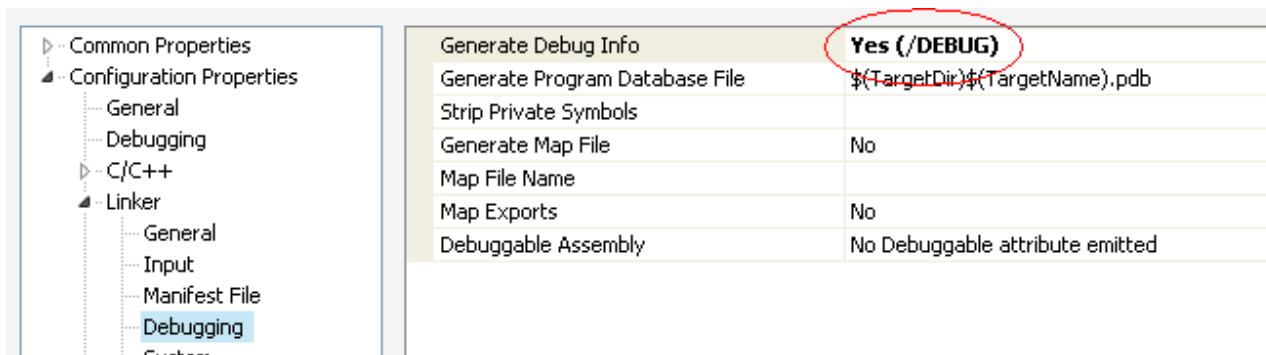 Common Properties
Configuration Properties
General
Debugging
C/C++
Linker
General
Input
Manifest File
Debugging
System
Generate Debug Info Yes (/DEBUG)
Generate Program Database File $(TargetDir)$(TargetName).pdb
Strip Private Symbols
Generate Map File No
Map File Name
Map Exports No
Debuggable Assembly No Debuggable attribute emitted